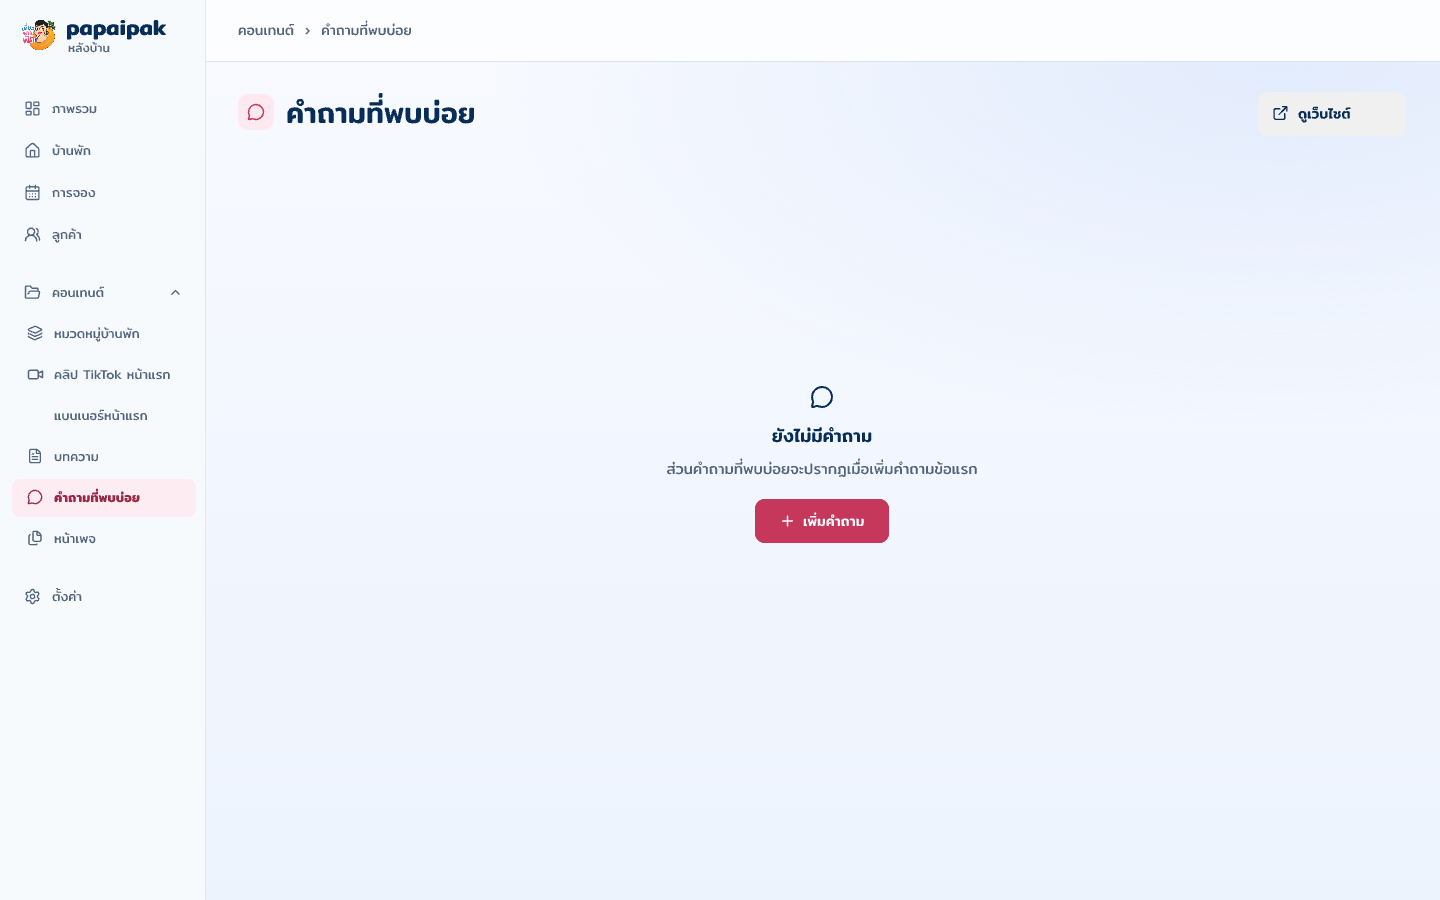 papaipak
หลังบ้าน
ภาพรวม
บ้านพัก
การจอง
ลูกค้า
คอนเทนต์
หมวดหมู่บ้านพัก
คลิป TikTok หน้าแรก
แบนเนอร์หน้าแรก
บทความ
คำถามที่พบบ่อย
หน้าเพจ
ตั้งค่า
คอนเทนต์ › คำถามที่พบบ่อย
คำถามที่พบบ่อย
ดูเว็บไซต์
ยังไม่มีคำถาม
ส่วนคำถามที่พบบ่อยจะปรากฏเมื่อเพิ่มคำถามข้อแรก
เพิ่มคำถาม